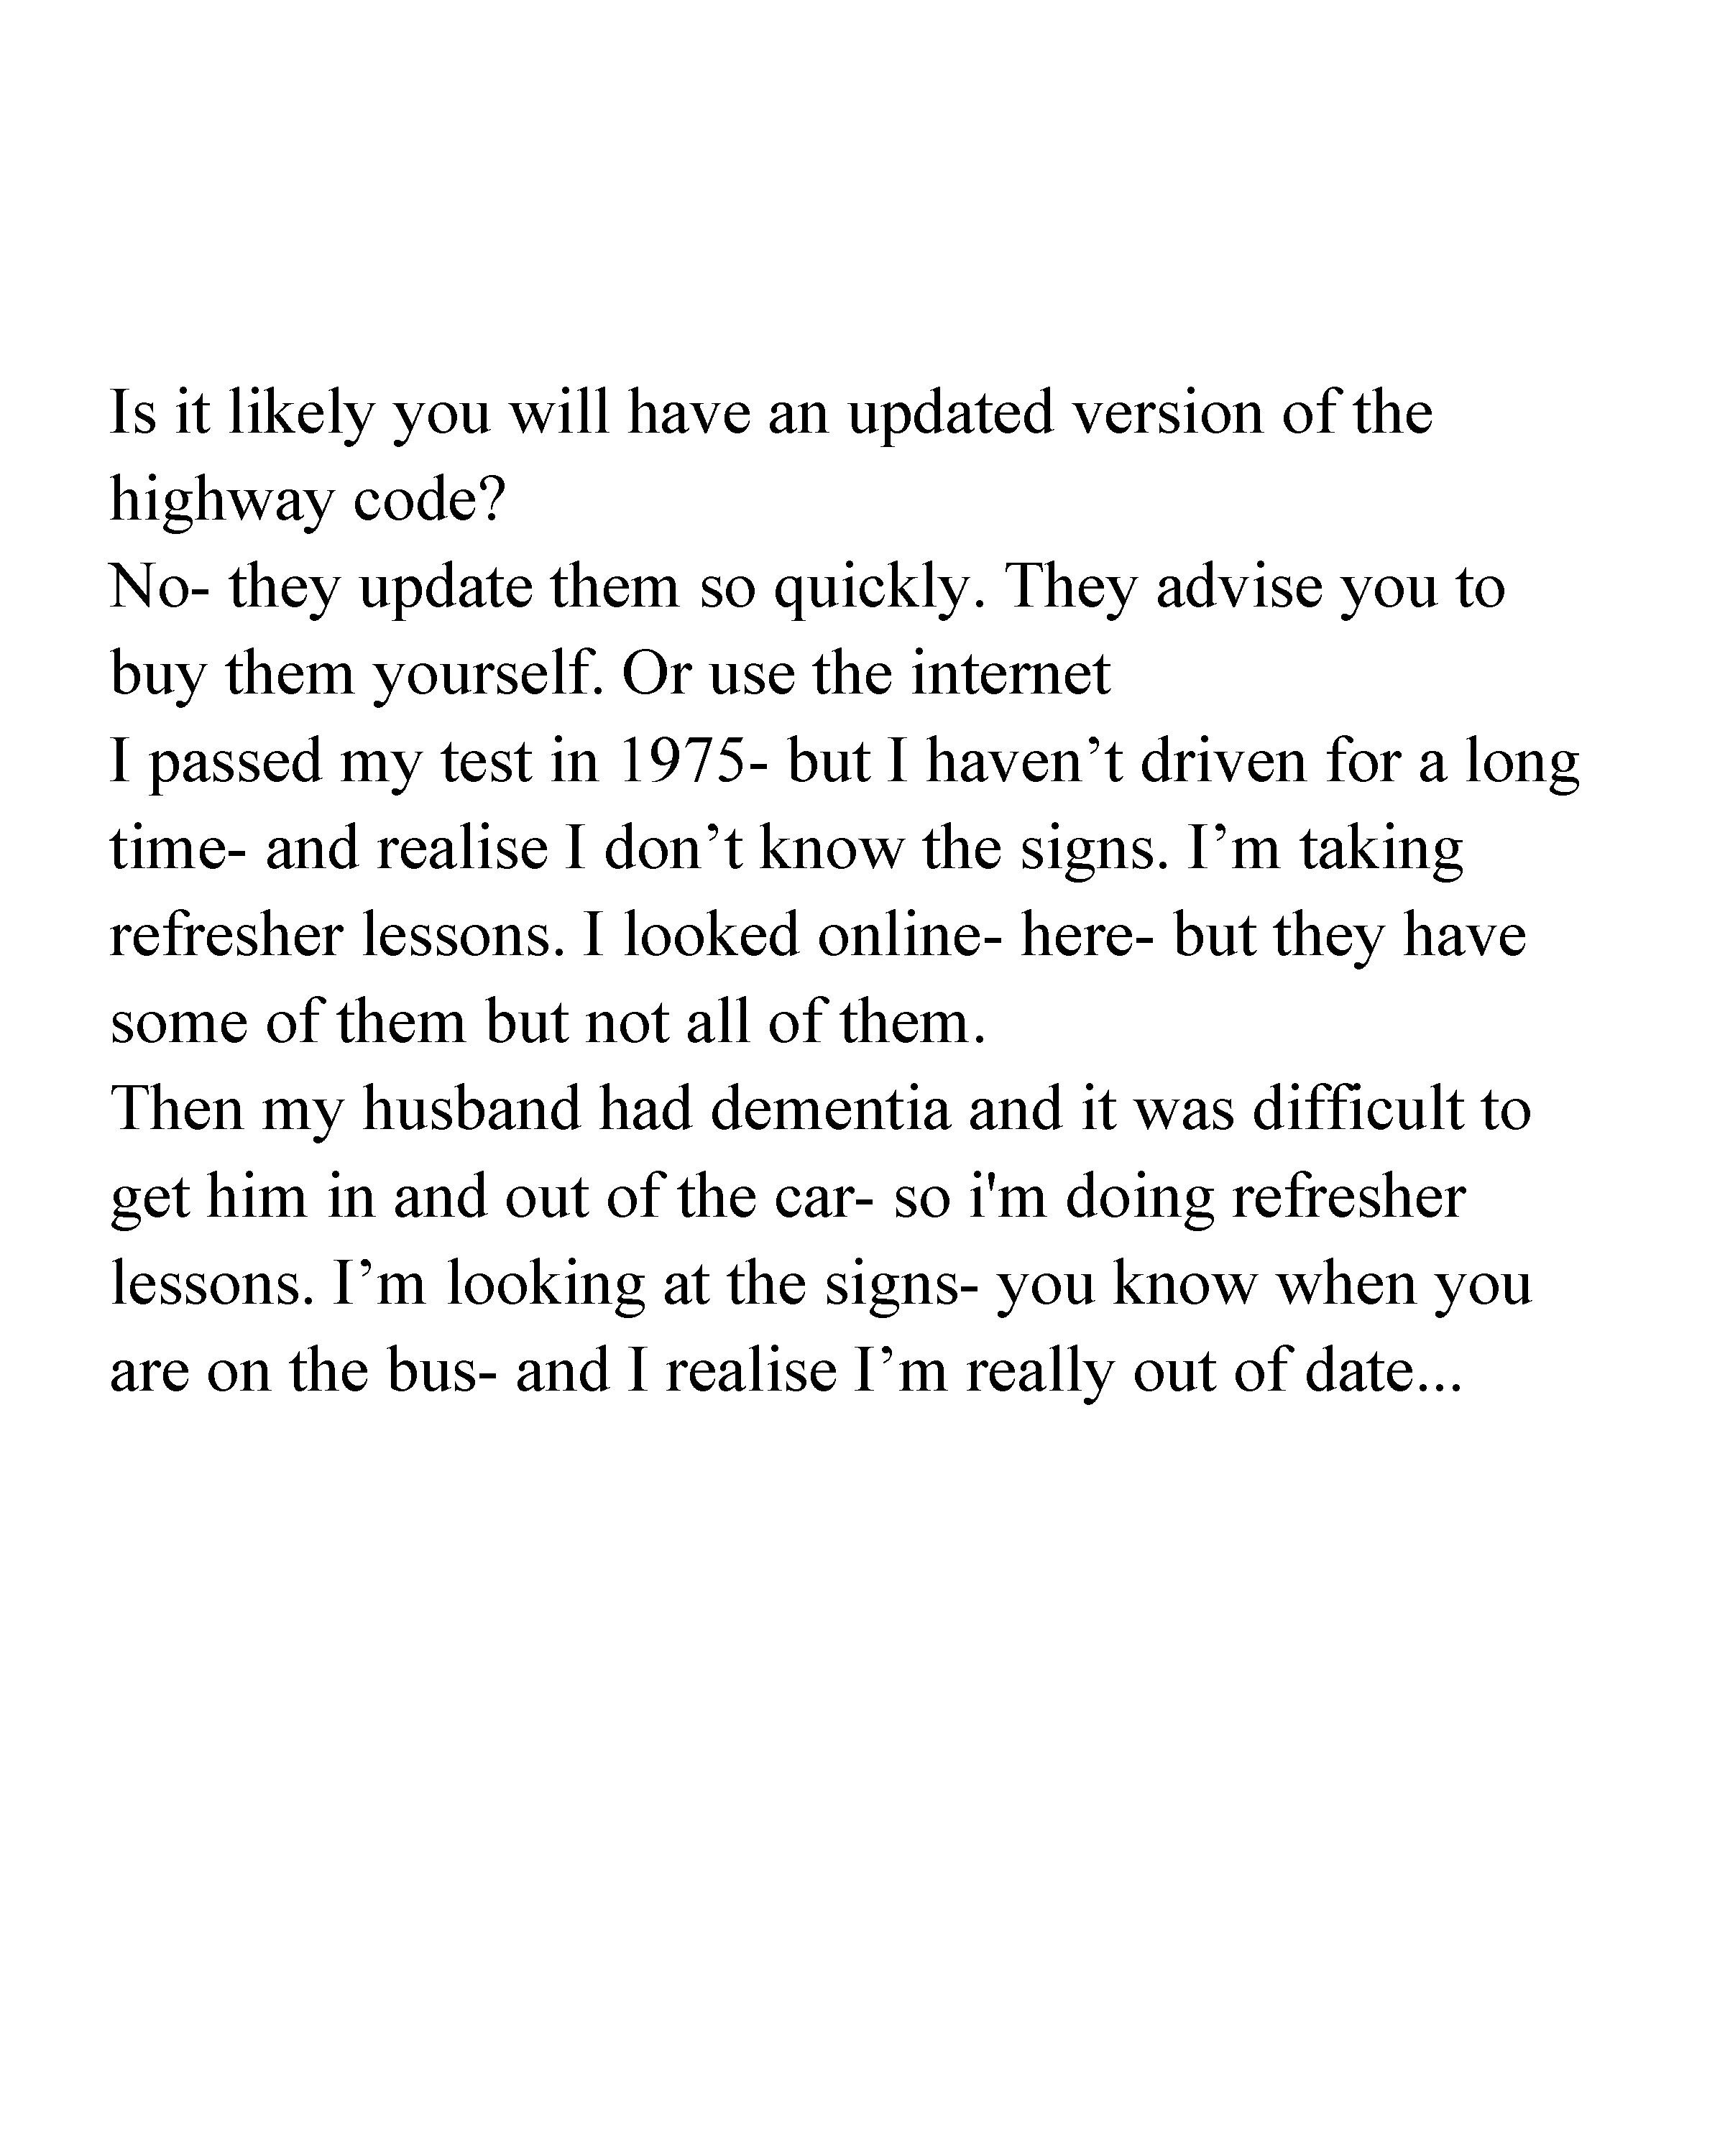 Is it likely you will have an updated version of the
highway code?
No- they update them so quickly. They advise you to
buy them yourself. Or use the internet
I passed my test in 1975- but I haven’t driven for a long
time- and realise I don’t know the signs. I’m taking
refresher lessons. I looked online- here- but they have
some of them but not all of them.
Then my husband had dementia and it was difficult to
get him in and out of the car- so i'm doing refresher
lessons. I’m looking at the signs- you know when you
are on the bus- and I realise I’m really out of date...